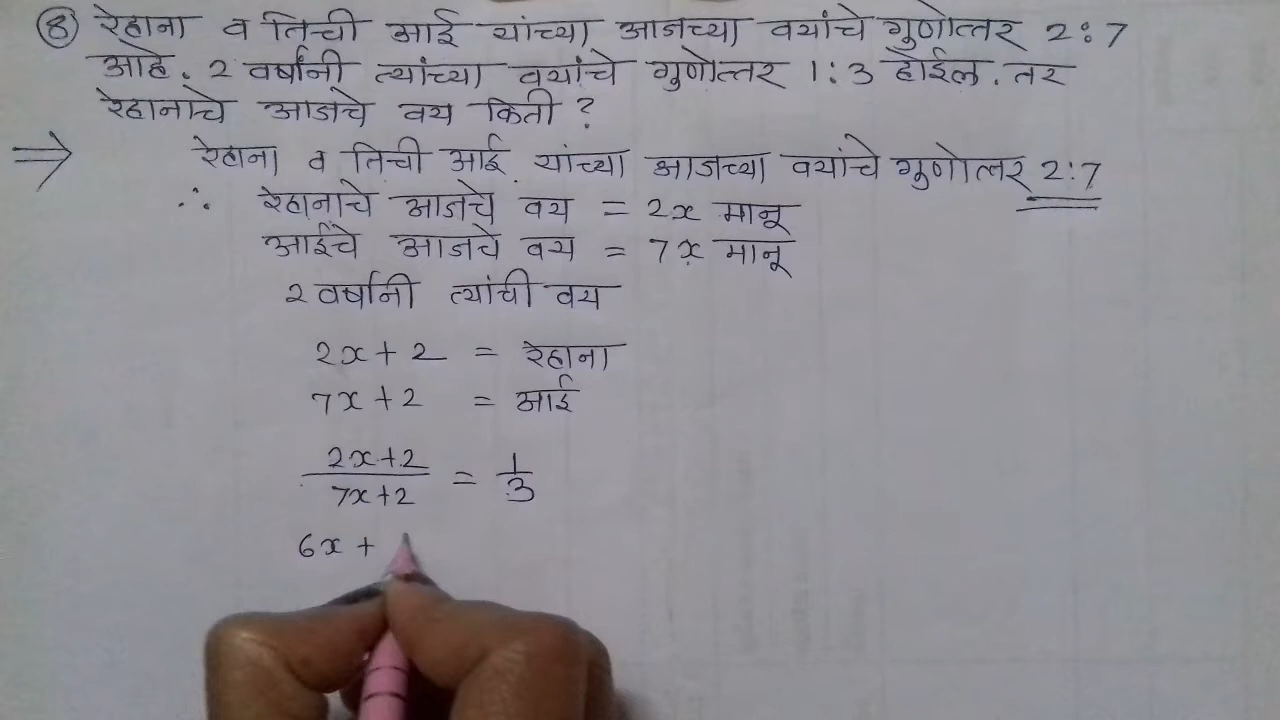 8 रेहाना व तिची आई यांच्या आजच्या वयांचे गुणोत्तर 2:7
आहे. 2 वर्षांनी त्यांच्या वयांचे गुणोत्तर 1:3 होईल. तर
रेहानाचे आजचे वय किती ?
⇒ रेहाना व तिची आई यांच्या आजच्या वयांचे गुणोत्तर 2:7
∴ रेहानाचे आजचे वय = 2x मानू
आईचे आजचे वय = 7x मानू
2 वर्षांनी त्यांची वय
2x + 2 = रेहाना
7x + 2 = आई
2x+2/7x+2 = 1/3
6x +